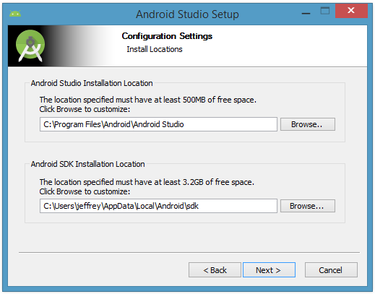 Android Studio Setup
Configuration Settings
Install Locations
Android Studio Installation Location
The location specified must have at least 500MB of free space.
Click Browse to customize:
C:\Program Files\Android\Android Studio
Browse..
Android SDK Installation Location
The location specified must have at least 3.2GB of free space.
Click Browse to customize:
C:\Users\jeffrey\AppData\Local\Android\sdk
Browse...
< Back
Next >
Cancel